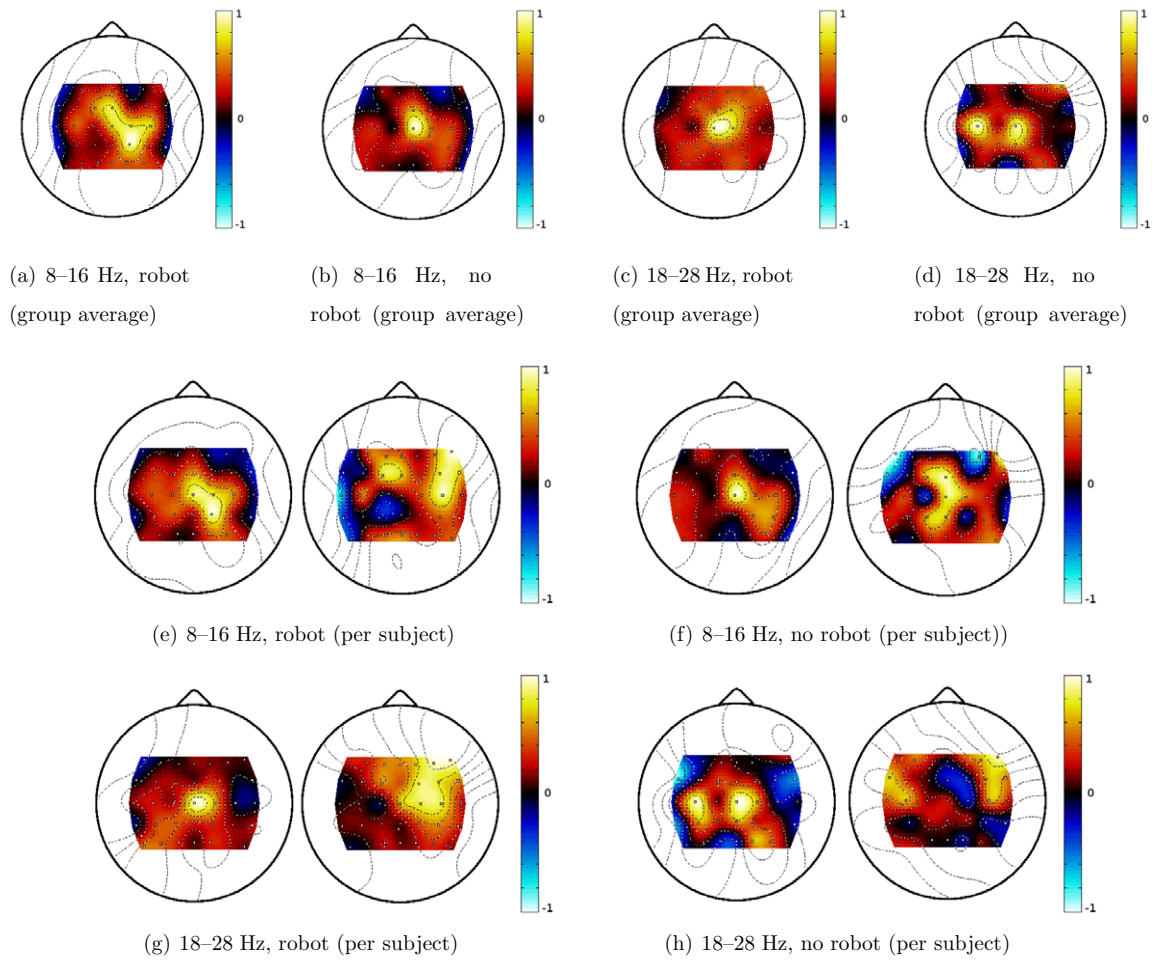 1
0
-1
1
0
-1
1
0
-1
1
0
-1
(a) 8–16 Hz, robot
(group average)
(b) 8–16 Hz, no
robot (group average)
(c) 18–28 Hz, robot
(group average)
(d) 18–28 Hz, no
robot (group average)
1
0
-1
1
0
-1
(e) 8–16 Hz, robot (per subject)
(f) 8–16 Hz, no robot (per subject))
1
0
-1
1
0
-1
(g) 18–28 Hz, robot (per subject)
(h) 18–28 Hz, no robot (per subject)